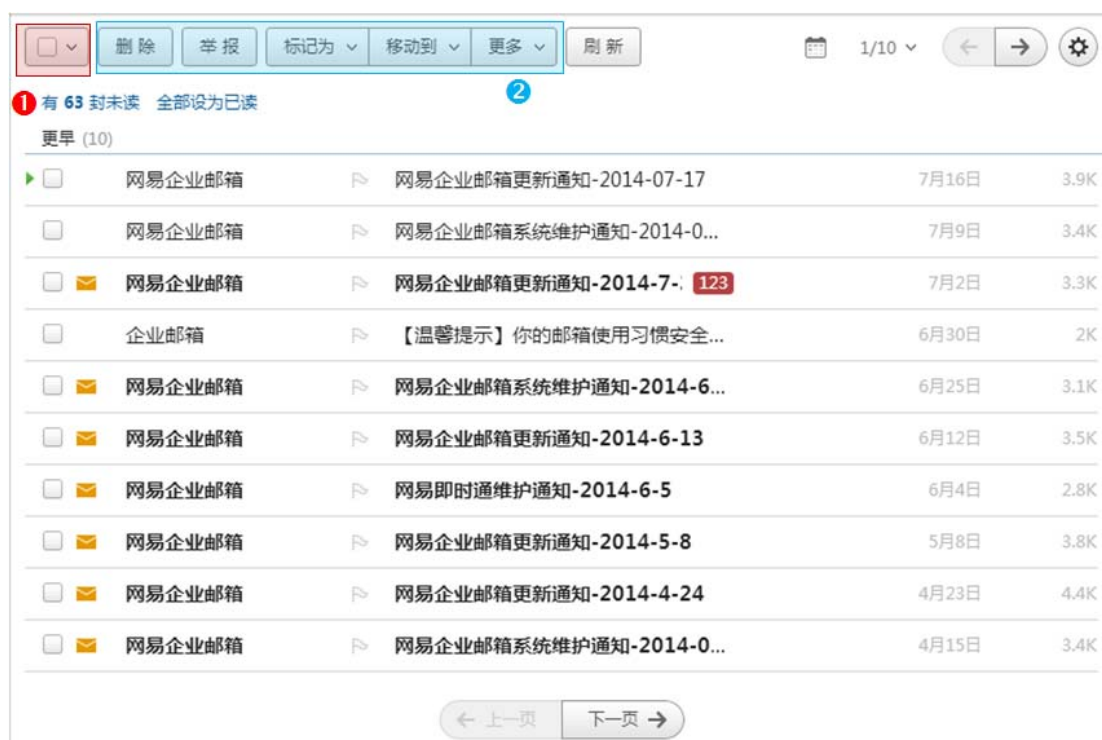 删 除 举 报 标记为 移动到 更多 刷 新 1/10
2
1 有 63 封未读 全部设为已读
更早 (10)
网易企业邮箱 网易企业邮箱更新通知-2014-07-17 7月16日 3.9K
网易企业邮箱 网易企业邮箱系统维护通知-2014-0... 7月9日 3.4K
网易企业邮箱 网易企业邮箱更新通知-2014-7- 123 7月2日 3.3K
企业邮箱 【温馨提示】你的邮箱使用习惯安全... 6月30日 2K
网易企业邮箱 网易企业邮箱系统维护通知-2014-6... 6月25日 3.1K
网易企业邮箱 网易企业邮箱更新通知-2014-6-13 6月12日 3.5K
网易企业邮箱 网易即时通维护通知-2014-6-5 6月4日 2.8K
网易企业邮箱 网易企业邮箱更新通知-2014-5-8 5月8日 3.8K
网易企业邮箱 网易企业邮箱更新通知-2014-4-24 4月23日 4.4K
网易企业邮箱 网易企业邮箱系统维护通知-2014-0... 4月15日 3.4K
上一页 下一页